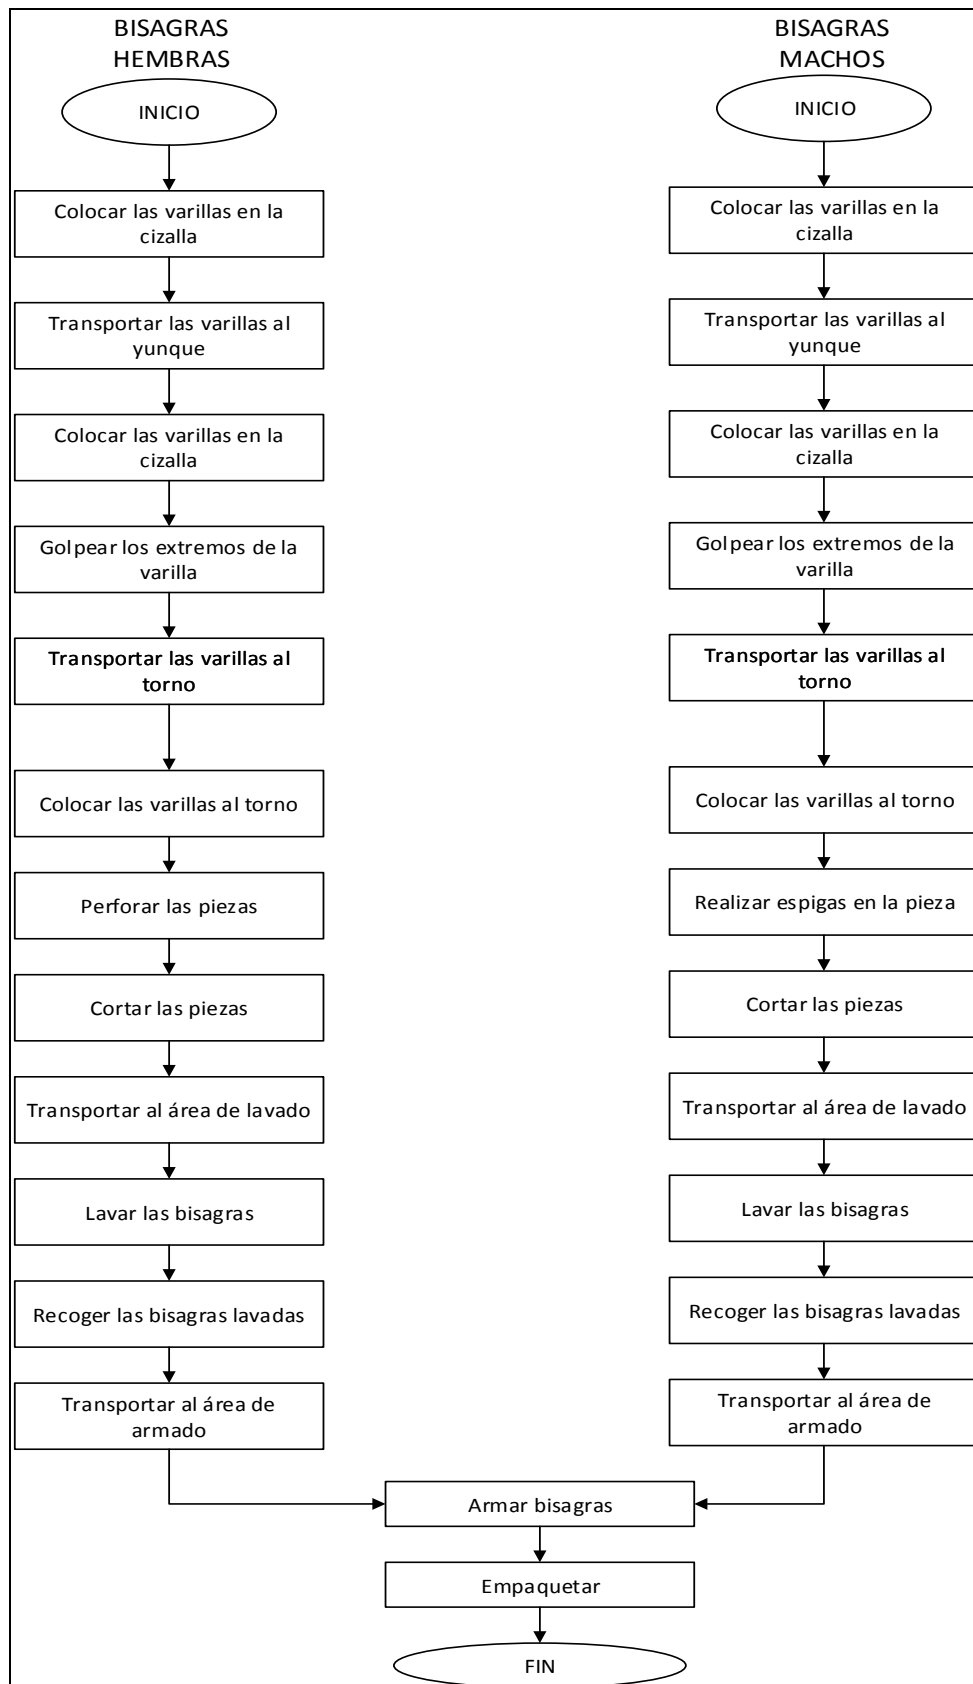 BISAGRAS
HEMBRAS
INICIO
Colocar las varillas en la
cizalla
Transportar las varillas al
yunque
Colocar las varillas en la
cizalla
Golpear los extremos de la
varilla
Transportar las varillas al
torno
Colocar las varillas al torno
Perforar las piezas
Cortar las piezas
Transportar al área de lavado
Lavar las bisagras
Recoger las bisagras lavadas
Transportar al área de
armado
BISAGRAS
MACHOS
INICIO
Colocar las varillas en la
cizalla
Transportar las varillas al
yunque
Colocar las varillas en la
cizalla
Golpear los extremos de la
varilla
Transportar las varillas al
torno
Colocar las varillas al torno
Realizar espigas en la pieza
Cortar las piezas
Transportar al área de lavado
Lavar las bisagras
Recoger las bisagras lavadas
Transportar al área de
armado
Armar bisagras
Empaquetar
FIN